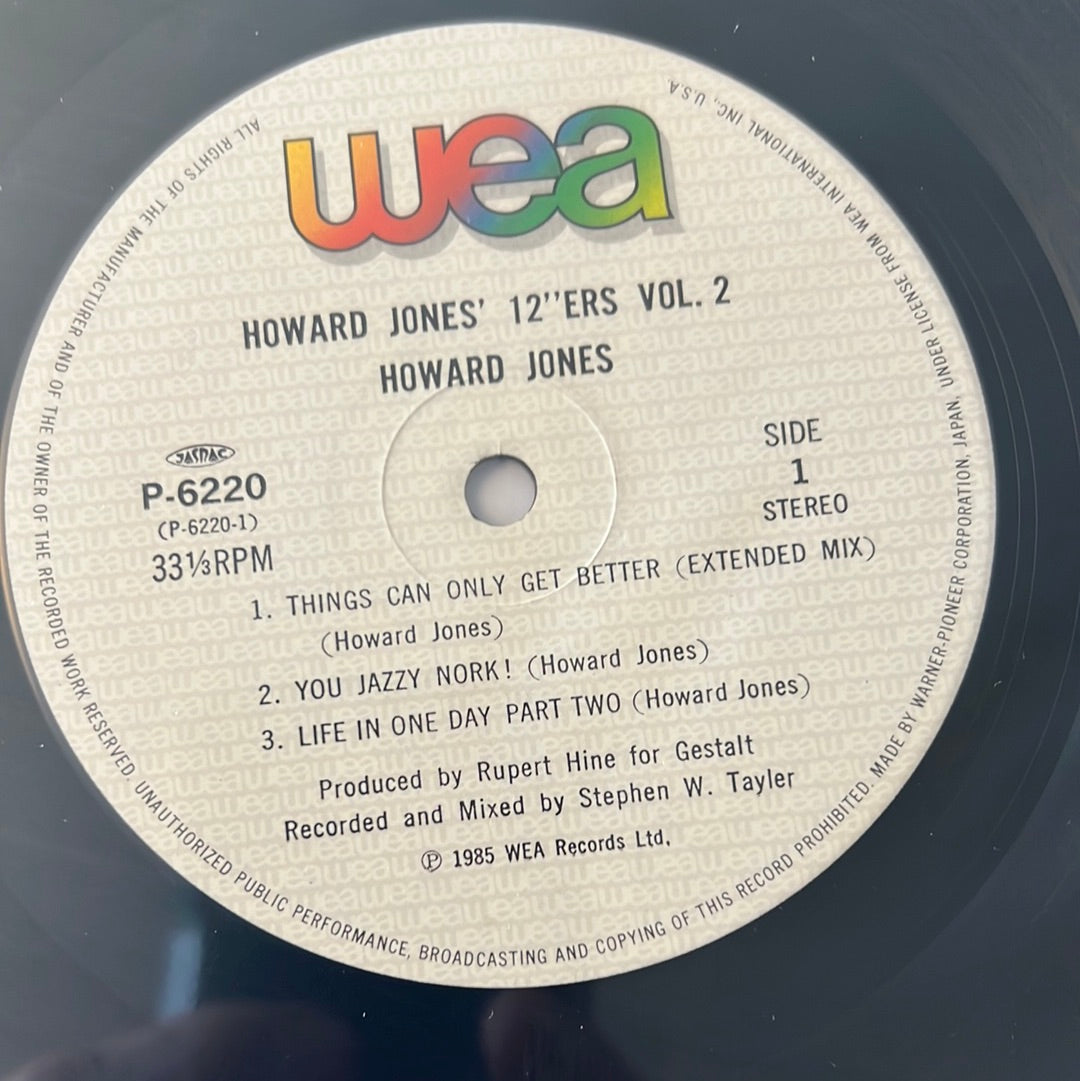 wea
HOWARD JONES' 12''ERS VOL. 2
HOWARD JONES
JASRAC
P-6220
(P-6220-1)
33⅓RPM
SIDE
1
STEREO
1. THINGS CAN ONLY GET BETTER (EXTENDED MIX)
(Howard Jones)
2. YOU JAZZY NORK! (Howard Jones)
3. LIFE IN ONE DAY PART TWO (Howard Jones)
Produced by Rupert Hine for Gestalt
Recorded and Mixed by Stephen W. Tayler
Ⓟ 1985 WEA Records Ltd.
ALL RIGHTS OF THE MANUFACTURER AND OF THE OWNER OF THE RECORDED WORK RESERVED. UNAUTHORIZED PUBLIC PERFORMANCE, BROADCASTING AND COPYING OF THIS RECORD PROHIBITED. MADE BY WARNER-PIONEER CORPORATION, JAPAN, UNDER LICENSE FROM WEA INTERNATIONAL INC., U.S.A.